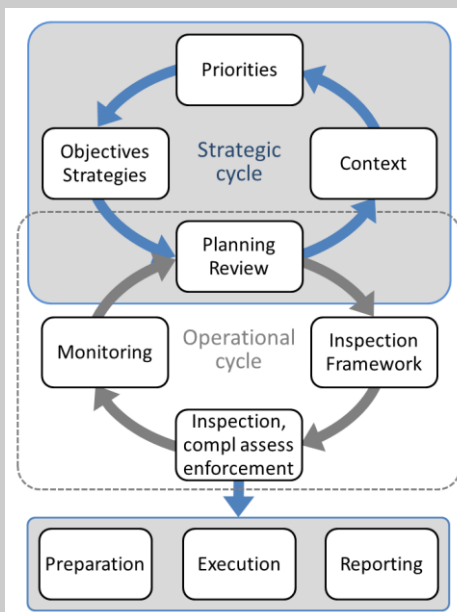 Priorities
Objectives
Strategies
Strategic
cycle
Context
Planning
Review
Monitoring
Operational
cycle
Inspection
Framework
Inspection,
compl assess
enforcement
Preparation
Execution
Reporting